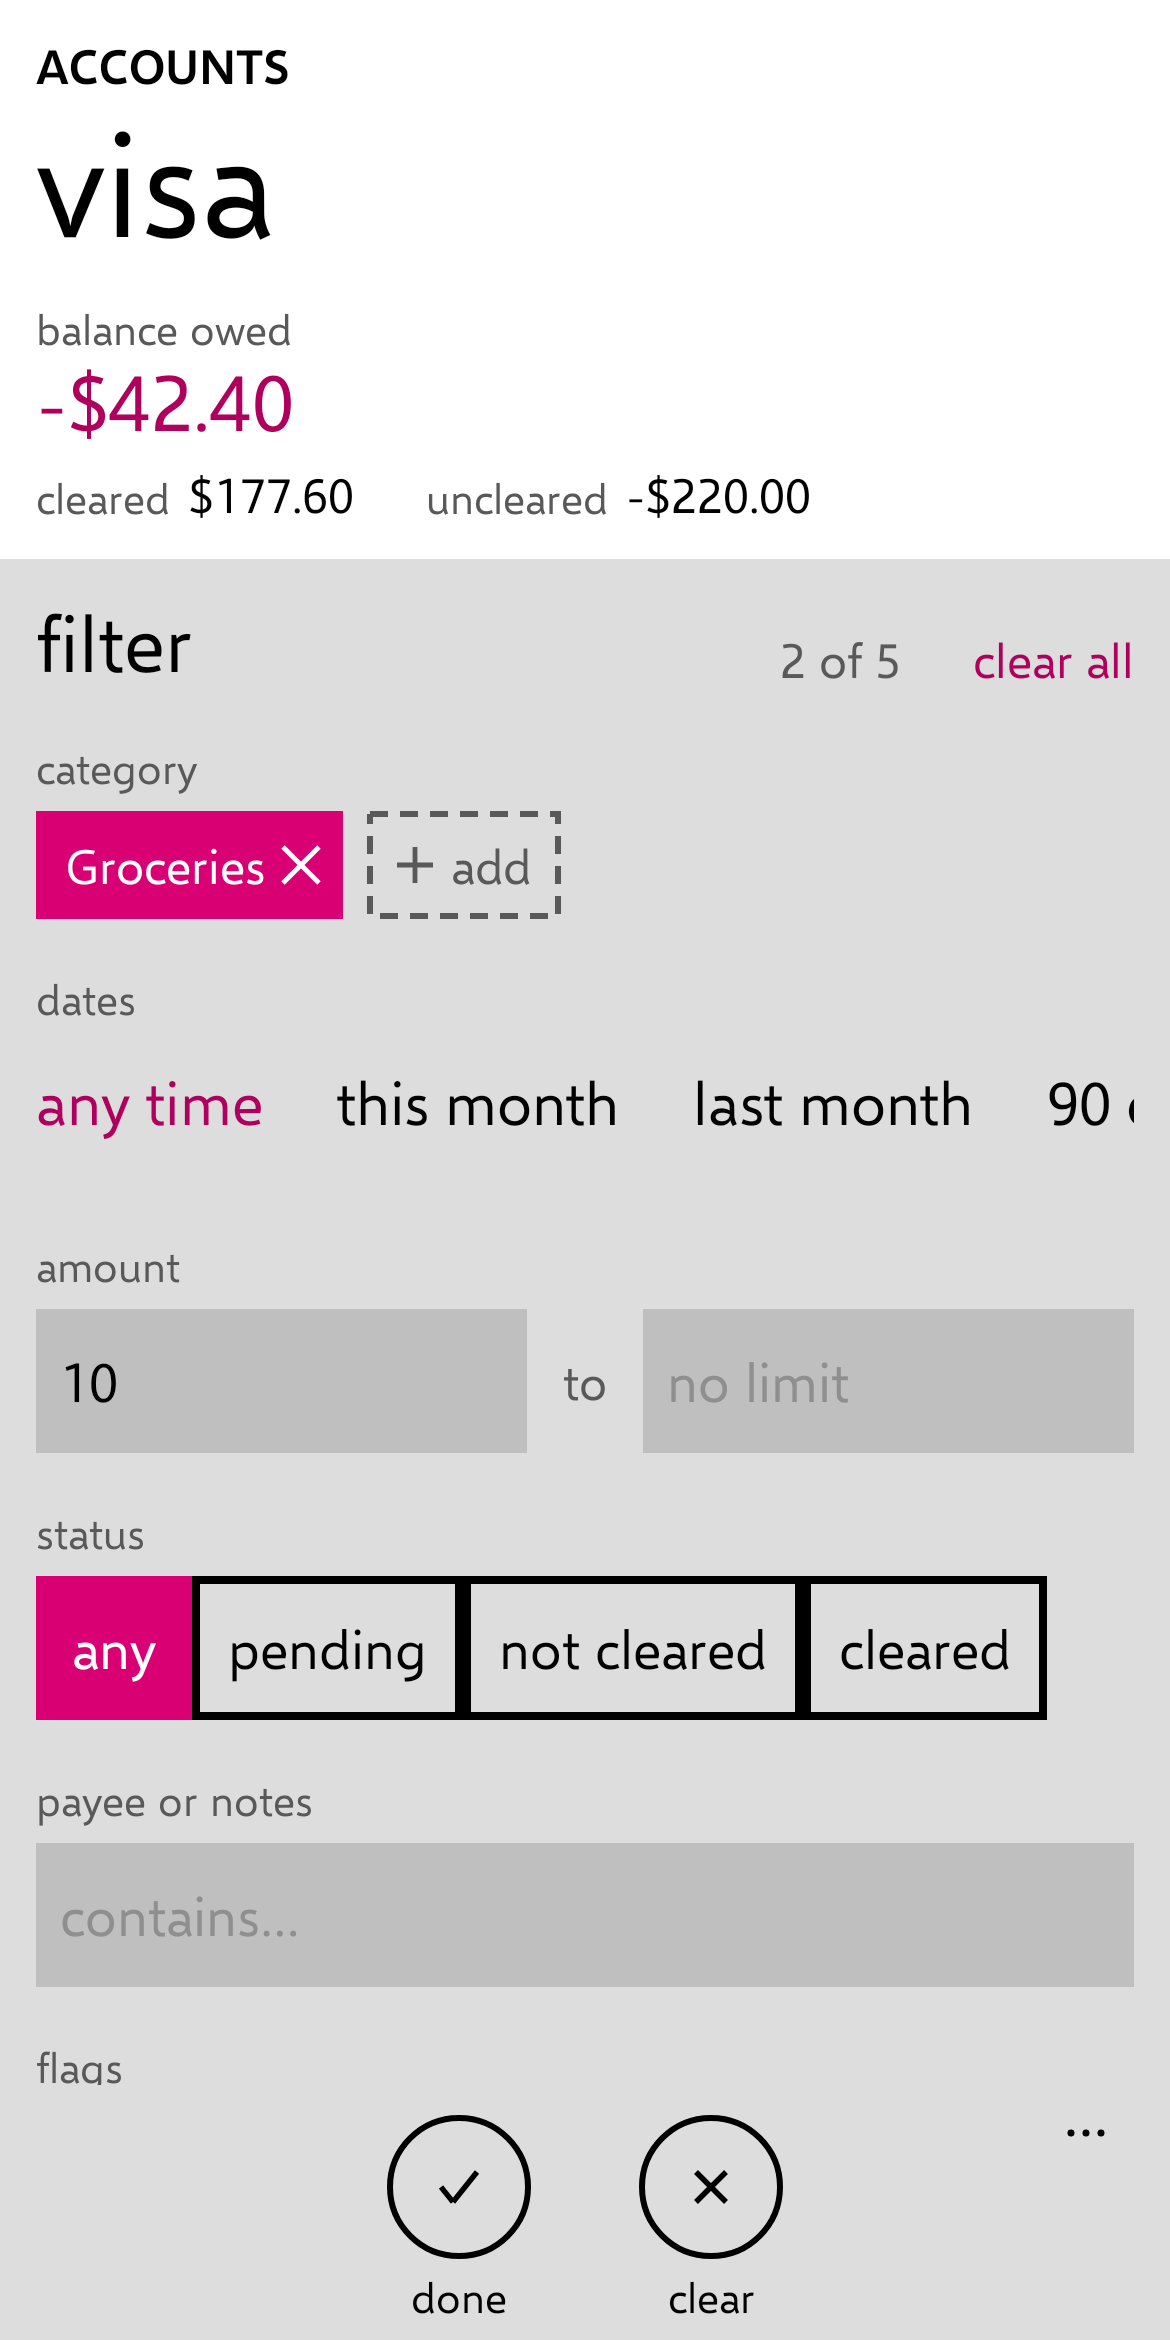 ACCOUNTS
visa
balance owed
-$42.40
cleared $177.60 uncleared -$220.00
filter 2 of 5 clear all
category
Groceries + add
dates
any time this month last month 90
amount
10 to no limit
status
any pending not cleared cleared
payee or notes
contains...
flags
...
done clear